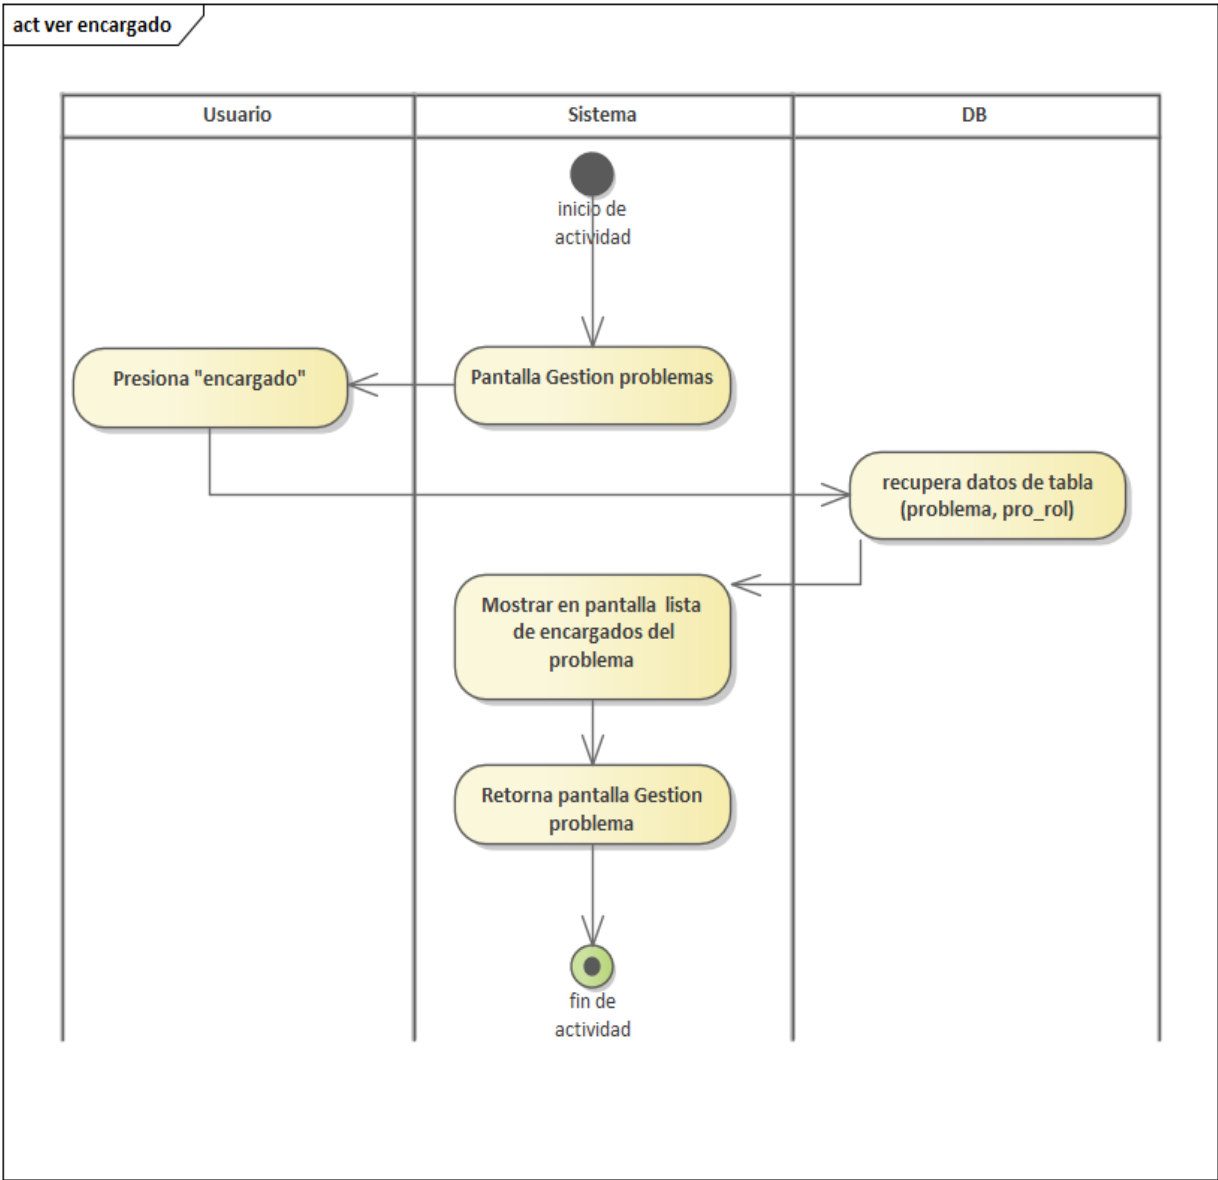 act ver encargado
Usuario
Sistema
DB
inicio de
actividad
Pantalla Gestion problemas
Presiona "encargado"
recupera datos de tabla
(problema, pro_rol)
Mostrar en pantalla  lista
de encargados del
problema
Retorna pantalla Gestion
problema
fin de
actividad